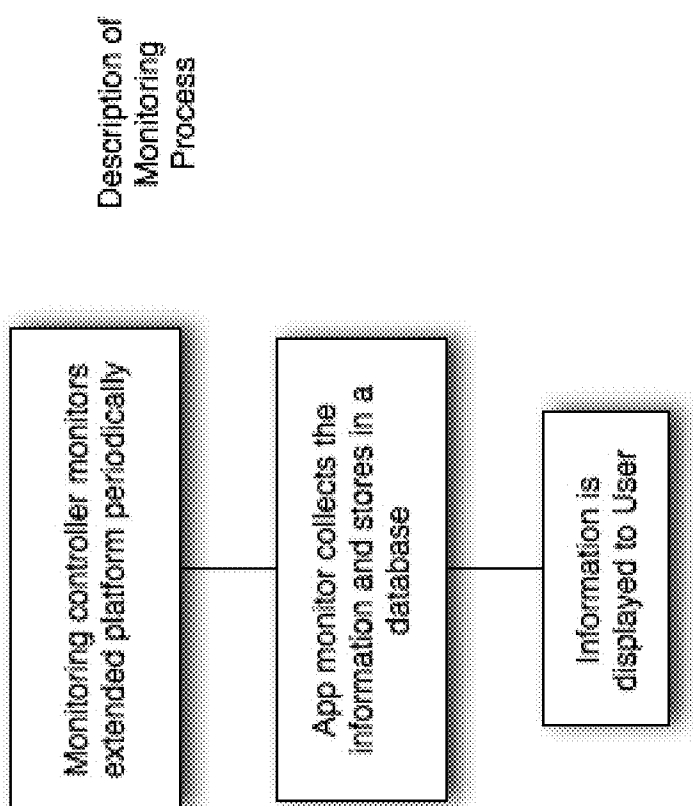 Description of
Monitoring
Process
Monitoring controller monitors
extended platform periodically
App monitor collects the
information and stores in a
database
Information is
displayed to User